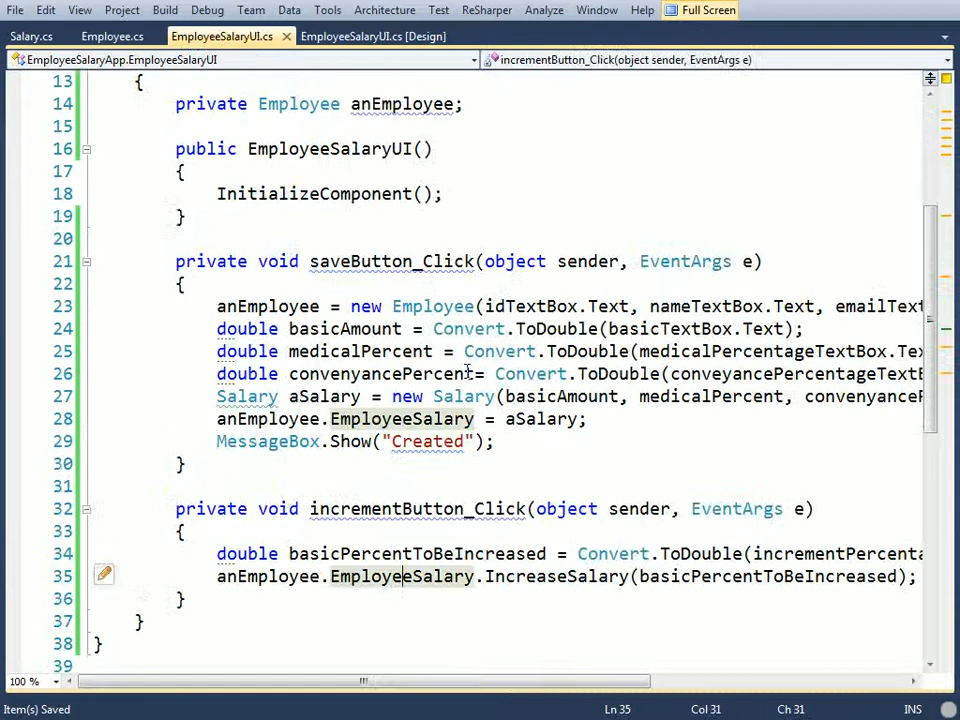 File Edit View Project Build Debug Team Data Tools Architecture Test ReSharper Analyze Window Help Full Screen
Salary.cs Employee.cs EmployeeSalaryUI.cs EmployeeSalaryUI.cs [Design]
EmployeeSalaryApp.EmployeeSalaryUI incrementButton_Click(object sender, EventArgs e)
13 {
14 private Employee anEmployee;
15
16 public EmployeeSalaryUI()
17 {
18 InitializeComponent();
19 }
20
21 private void saveButton_Click(object sender, EventArgs e)
22 {
23 anEmployee = new Employee(idTextBox.Text, nameTextBox.Text, emailText
24 double basicAmount = Convert.ToDouble(basicTextBox.Text);
25 double medicalPercent = Convert.ToDouble(medicalPercentageTextBox.Tex
26 double convenyancePercent = Convert.ToDouble(conveyancePercentageTextB
27 Salary aSalary = new Salary(basicAmount, medicalPercent, convenyanceP
28 anEmployee.EmployeeSalary = aSalary;
29 MessageBox.Show("Created");
30 }
31
32 private void incrementButton_Click(object sender, EventArgs e)
33 {
34 double basicPercentToBeIncreased = Convert.ToDouble(incrementPercenta
35 anEmployee.EmployeeSalary.IncreaseSalary(basicPercentToBeIncreased);
36 }
37 }
38 }
39
100 %
Item(s) Saved Ln 35 Col 31 Ch 31 INS